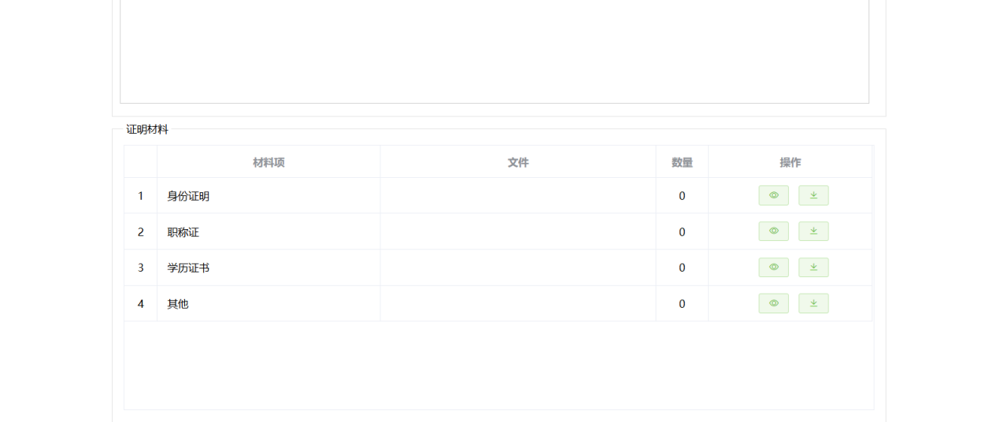 证明材料
材料项 文件 数量 操作
1 身份证明 0
2 职称证 0
3 学历证书 0
4 其他 0